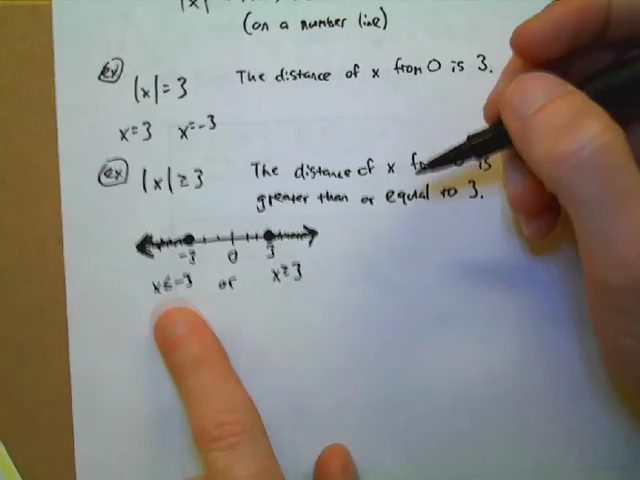 |x|
(on a number line)
ex |x| = 3 The distance of x from 0 is 3.
x=3 x=-3
ex |x| ≥ 3 The distance of x is
greater than or equal to 3.
-3 0 3
x≤-3 or x≥3